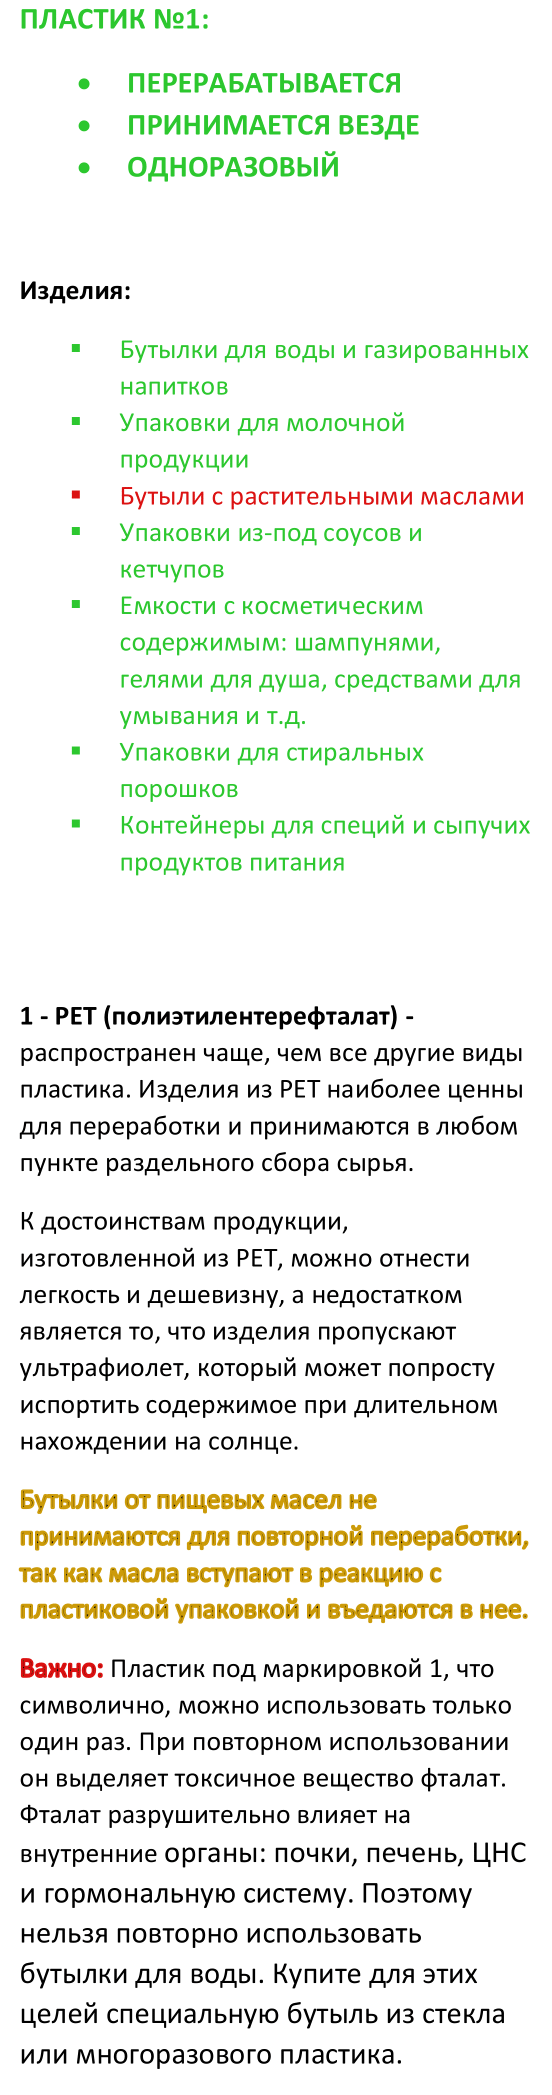 ПЛАСТИК №1:
• ПЕРЕРАБАТЫВАЕТСЯ
• ПРИНИМАЕТСЯ ВЕЗДЕ
• ОДНОРАЗОВЫЙ
Изделия:
▪ Бутылки для воды и газированных
напитков
▪ Упаковки для молочной
продукции
▪ Бутыли с растительными маслами
▪ Упаковки из-под соусов и
кетчупов
▪ Емкости с косметическим
содержимым: шампунями,
гелями для душа, средствами для
умывания и т.д.
▪ Упаковки для стиральных
порошков
▪ Контейнеры для специй и сыпучих
продуктов питания
1 - PET (полиэтилентерефталат) -
распространен чаще, чем все другие виды
пластика. Изделия из PET наиболее ценны
для переработки и принимаются в любом
пункте раздельного сбора сырья.
К достоинствам продукции,
изготовленной из PET, можно отнести
легкость и дешевизну, а недостатком
является то, что изделия пропускают
ультрафиолет, который может попросту
испортить содержимое при длительном
нахождении на солнце.
Бутылки от пищевых масел не
принимаются для повторной переработки,
так как масла вступают в реакцию с
пластиковой упаковкой и въедаются в нее.
Важно: Пластик под маркировкой 1, что
символично, можно использовать только
один раз. При повторном использовании
он выделяет токсичное вещество фталат.
Фталат разрушительно влияет на
внутренние органы: почки, печень, ЦНС
и гормональную систему. Поэтому
нельзя повторно использовать
бутылки для воды. Купите для этих
целей специальную бутыль из стекла
или многоразового пластика.